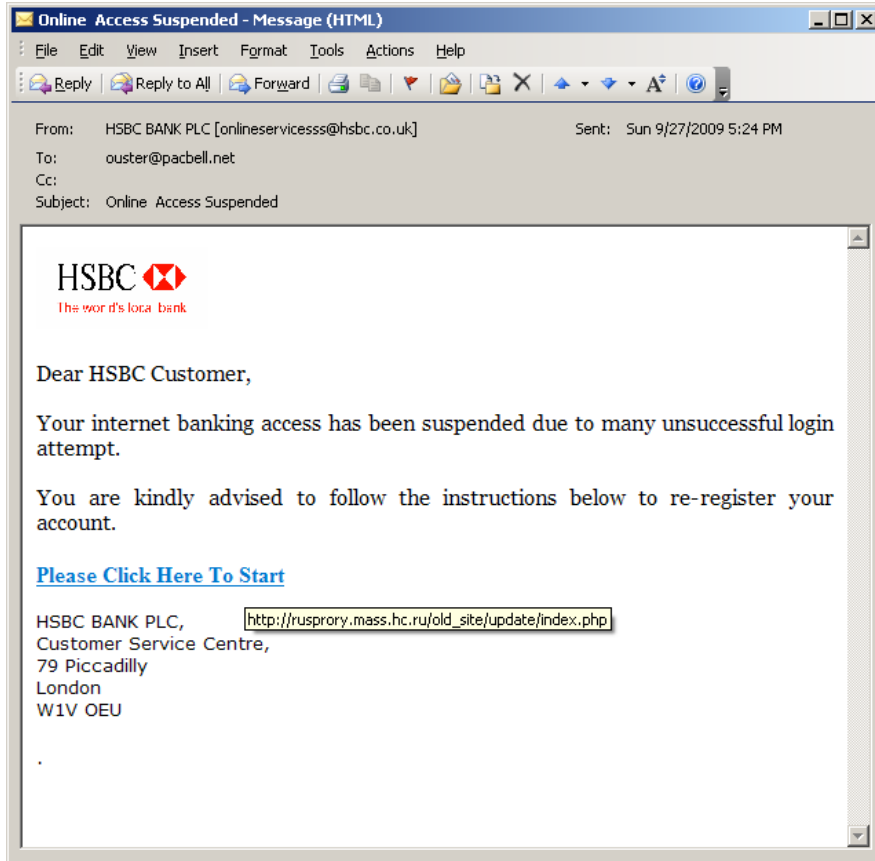 Online  Access Suspended - Message (HTML)
File Edit View Insert Format Tools Actions Help
Reply Reply to All Forward
From: HSBC BANK PLC [onlineservicesss@hsbc.co.uk] Sent: Sun 9/27/2009 5:24 PM
To: ouster@pacbell.net
Cc:
Subject: Online  Access Suspended
HSBC
The world's local bank
Dear HSBC Customer,
Your internet banking access has been suspended due to many unsuccessful login
attempt.
You are kindly advised to follow the instructions below to re-register your
account.
Please Click Here To Start
http://rusprory.mass.hc.ru/old_site/update/index.php
HSBC BANK PLC,
Customer Service Centre,
79 Piccadilly
London
W1V OEU
.